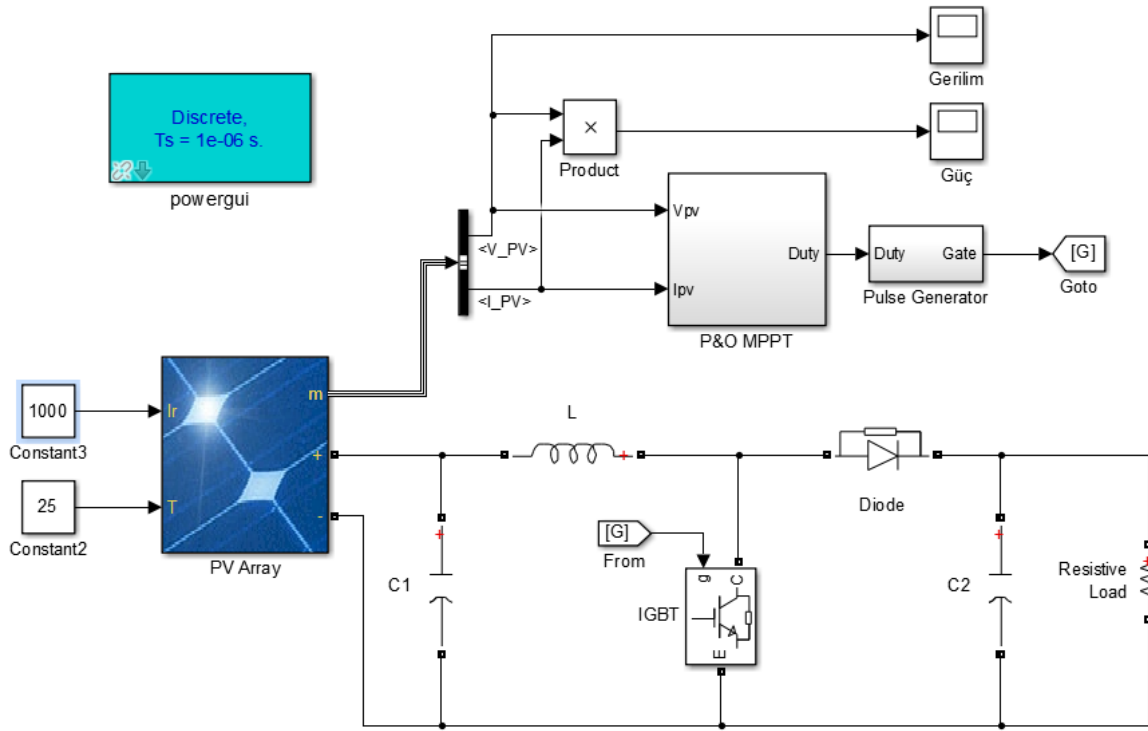 Gerilim
Discrete,
Ts = 1e-06 s.
powergui
×
Product
Güç
<V_PV>
<I_PV>
Vpv
Ipv
Duty
P&O MPPT
Duty
Gate
Pulse Generator
[G]
Goto
1000
Constant3
25
Constant2
Ir
T
m
+
-
PV Array
L
+
Diode
[G]
From
+
C1
g
C
E
IGBT
+
C2
+
Resistive
Load